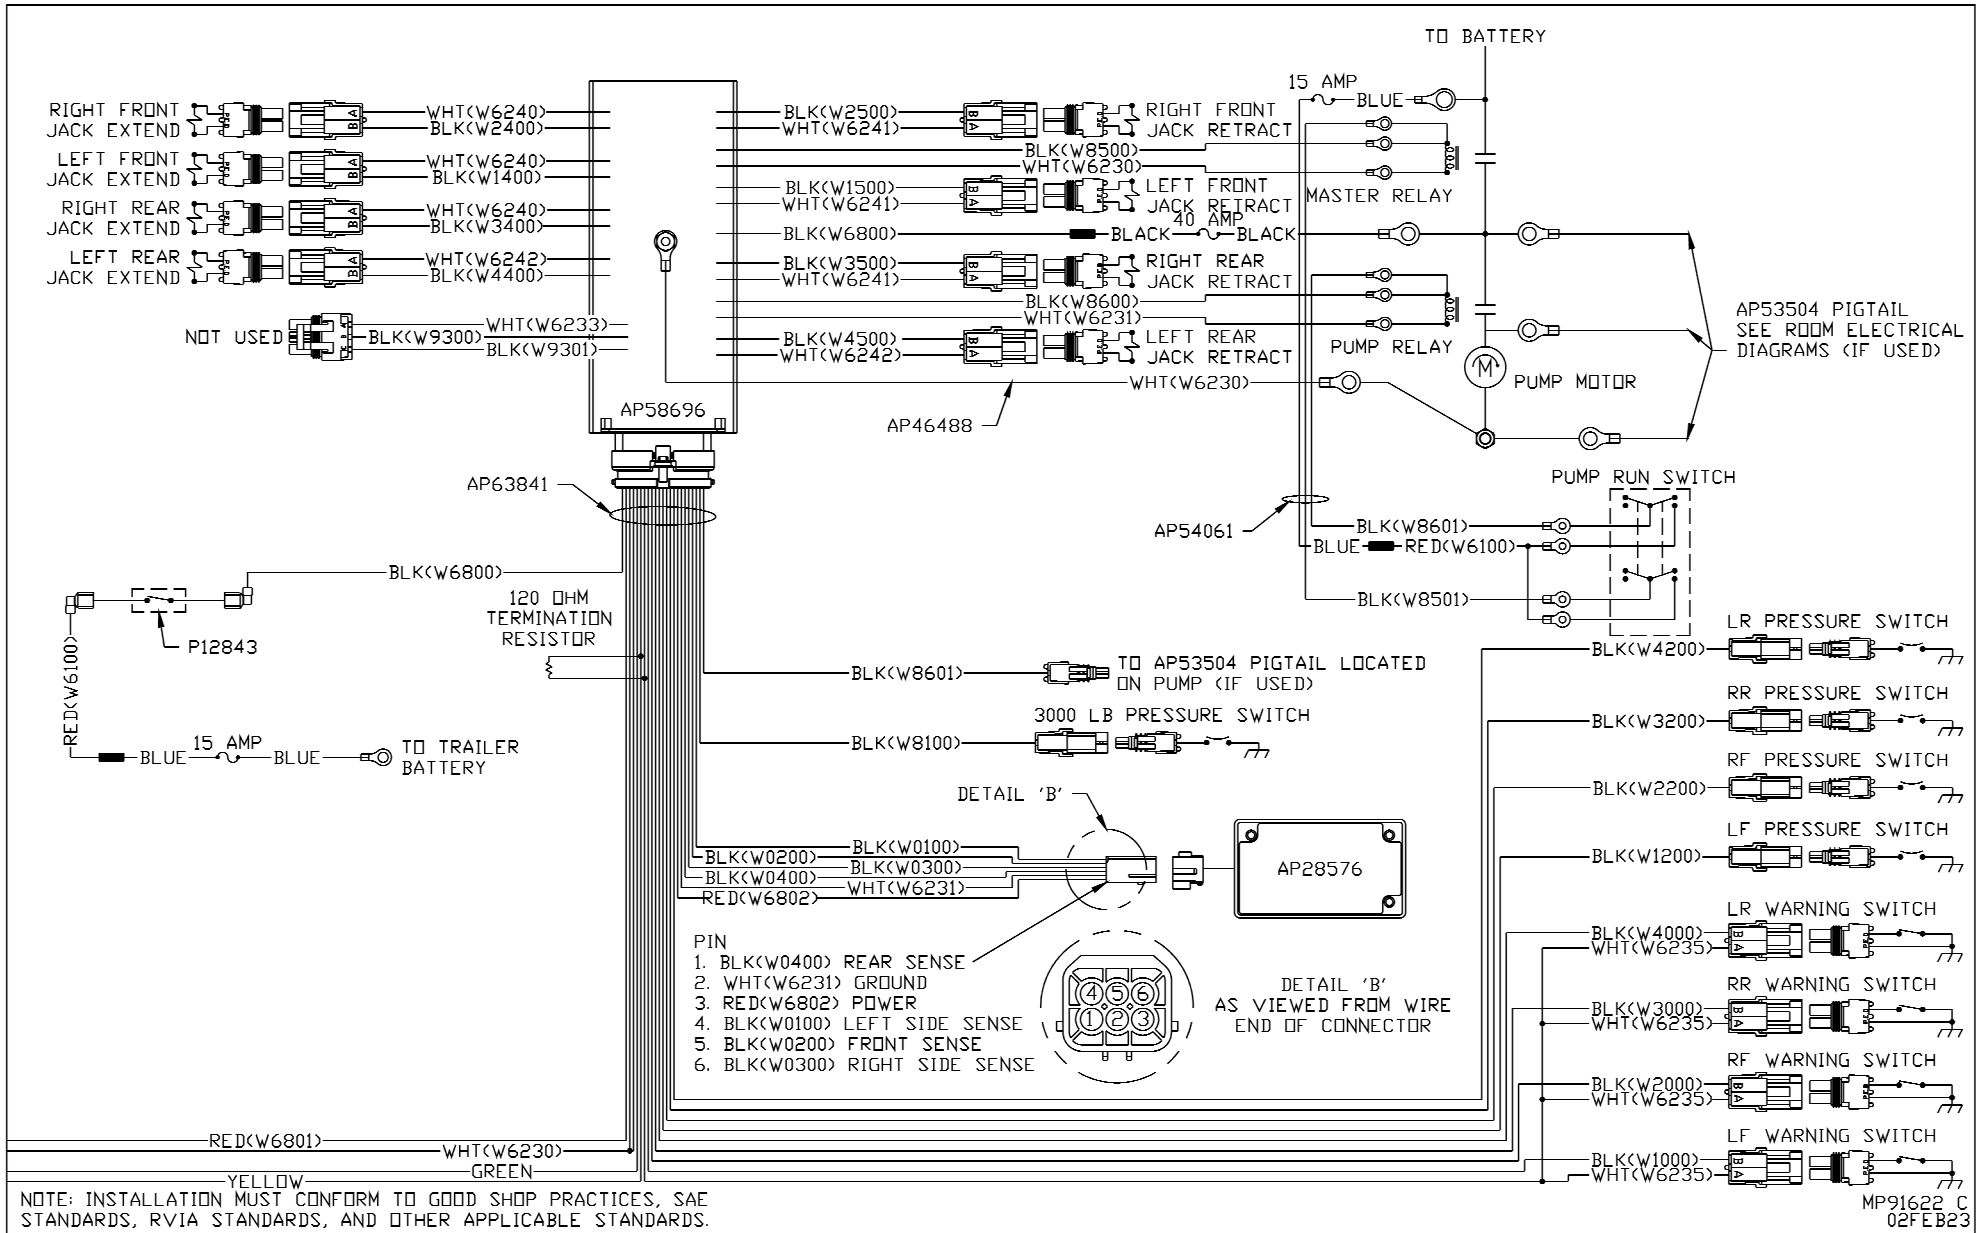 TO BATTERY
15 AMP
BLUE
RIGHT FRONT
JACK EXTEND
A
B
WHT(W6240)
BLK(W2400)
LEFT FRONT
JACK EXTEND
A
B
WHT(W6240)
BLK(W1400)
RIGHT REAR
JACK EXTEND
A
B
WHT(W6240)
BLK(W3400)
LEFT REAR
JACK EXTEND
A
B
WHT(W6242)
BLK(W4400)
NOT USED
A
B
C
WHT(W6233)
BLK(W9300)
BLK(W9301)
AP58696
BLK(W2500)
WHT(W6241)
B
A
RIGHT FRONT
JACK RETRACT
BLK(W8500)
WHT(W6230)
BLK(W1500)
WHT(W6241)
B
A
LEFT FRONT
JACK RETRACT
MASTER RELAY
BLK(W6800)
BLACK
40 AMP
BLACK
BLK(W3500)
WHT(W6241)
B
A
RIGHT REAR
JACK RETRACT
BLK(W8600)
WHT(W6231)
BLK(W4500)
WHT(W6242)
B
A
LEFT REAR
JACK RETRACT
PUMP RELAY
WHT(W6230)
AP46488
M
PUMP MOTOR
AP53504 PIGTAIL
SEE ROOM ELECTRICAL
DIAGRAMS (IF USED)
AP63841
PUMP RUN SWITCH
AP54061
BLK(W8601)
BLUE
RED(W6100)
BLK(W8501)
BLK(W6800)
P12843
RED(W6100)
BLUE
15 AMP
BLUE
TO TRAILER
BATTERY
120 OHM
TERMINATION
RESISTOR
BLK(W8601)
TO AP53504 PIGTAIL LOCATED
ON PUMP (IF USED)
3000 LB PRESSURE SWITCH
BLK(W8100)
DETAIL 'B'
BLK(W0100)
BLK(W0200)
BLK(W0300)
BLK(W0400)
WHT(W6231)
RED(W6802)
AP28576
PIN
1. BLK(W0400) REAR SENSE
2. WHT(W6231) GROUND
3. RED(W6802) POWER
4. BLK(W0100) LEFT SIDE SENSE
5. BLK(W0200) FRONT SENSE
6. BLK(W0300) RIGHT SIDE SENSE
4 5 6
1 2 3
DETAIL 'B'
AS VIEWED FROM WIRE
END OF CONNECTOR
LR PRESSURE SWITCH
BLK(W4200)
RR PRESSURE SWITCH
BLK(W3200)
RF PRESSURE SWITCH
BLK(W2200)
LF PRESSURE SWITCH
BLK(W1200)
LR WARNING SWITCH
BLK(W4000)
WHT(W6235)
B
A
RR WARNING SWITCH
BLK(W3000)
WHT(W6235)
B
A
RF WARNING SWITCH
BLK(W2000)
WHT(W6235)
B
A
LF WARNING SWITCH
BLK(W1000)
WHT(W6235)
B
A
RED(W6801)
WHT(W6230)
GREEN
YELLOW
NOTE: INSTALLATION MUST CONFORM TO GOOD SHOP PRACTICES, SAE
STANDARDS, RVIA STANDARDS, AND OTHER APPLICABLE STANDARDS.
MP91622 C
02FEB23